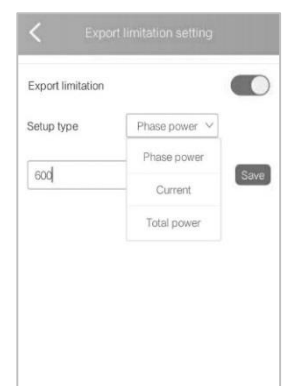 Export limitation setting
Export limitation
Setup type Phase power
Phase power
600 Save
Current
Total power